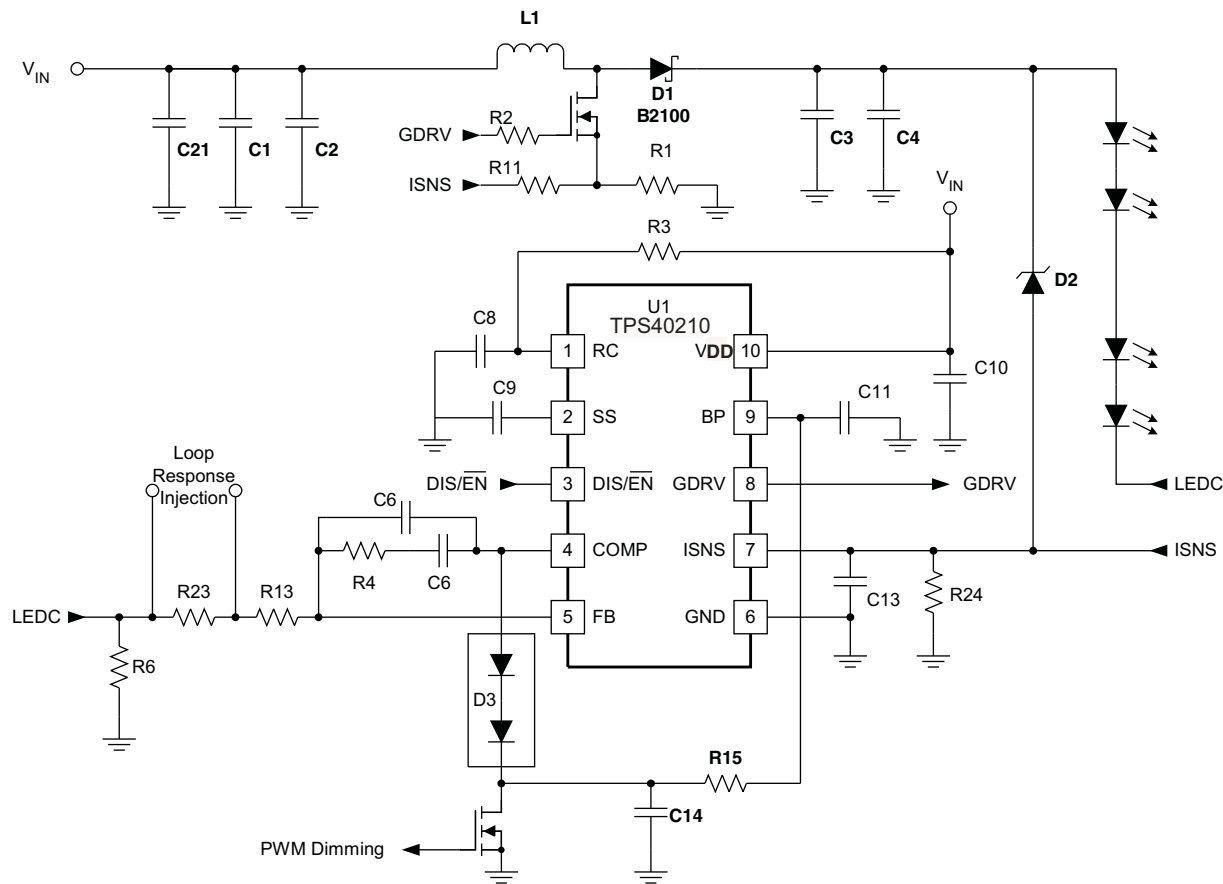 L1
VIN
D1
B2100
R2
GDRV
C21
C1
C2
R1
C3
C4
R11
ISNS
VIN
R3
D2
U1
TPS40210
C8
1
RC
VDD
10
C10
C9
C11
2
SS
BP
9
Loop
Response
Injection
DIS/EN
3
DIS/EN
GDRV
8
GDRV
LEDC
C6
4
COMP
ISNS
7
ISNS
R4
C6
R23
R13
C13
R24
LEDC
5
FB
GND
6
R6
D3
R15
C14
PWM Dimming